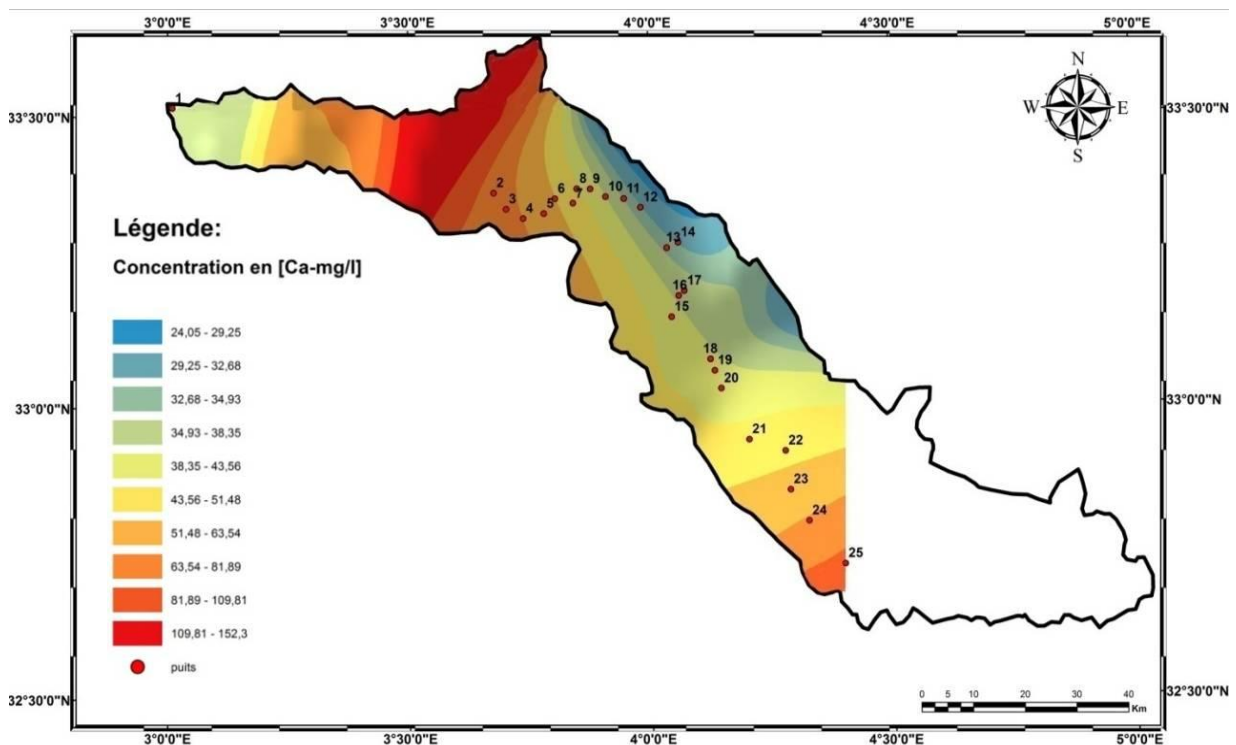 3°0'0"E 3°30'0"E 4°0'0"E 4°30'0"E 5°0'0"E
N
W E
S
33°30'0"N 33°30'0"N
1
2
3
4
5
6
7
8
9
10
11
12
13
14
15
16
17
18
19
20
21
22
23
24
25
Légende:
Concentration en [Ca-mg/l]
24,05 - 29,25
29,25 - 32,68
32,68 - 34,93
34,93 - 38,35
38,35 - 43,56
43,56 - 51,48
51,48 - 63,54
63,54 - 81,89
81,89 - 109,81
109,81 - 152,3
puits
33°0'0"N 33°0'0"N
32°30'0"N 32°30'0"N
0 5 10 20 30 40
Km
3°0'0"E 3°30'0"E 4°0'0"E 4°30'0"E 5°0'0"E